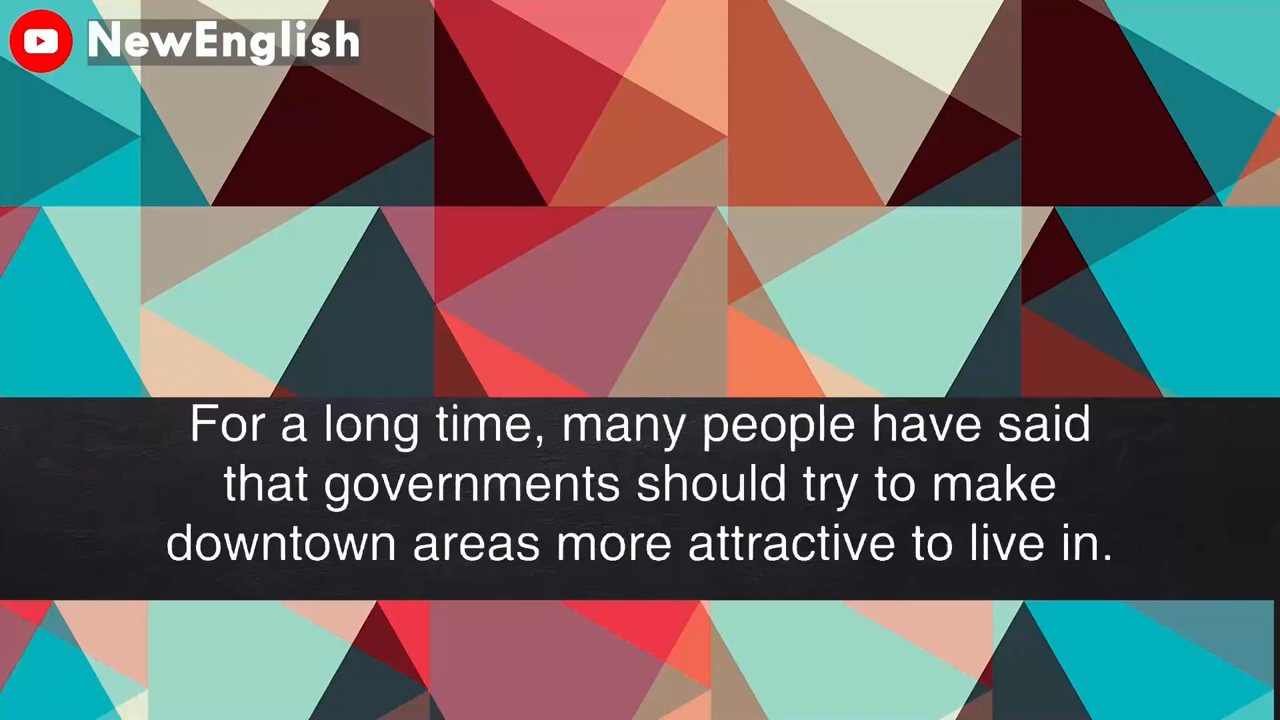 NewEnglish
For a long time, many people have said
that governments should try to make
downtown areas more attractive to live in.